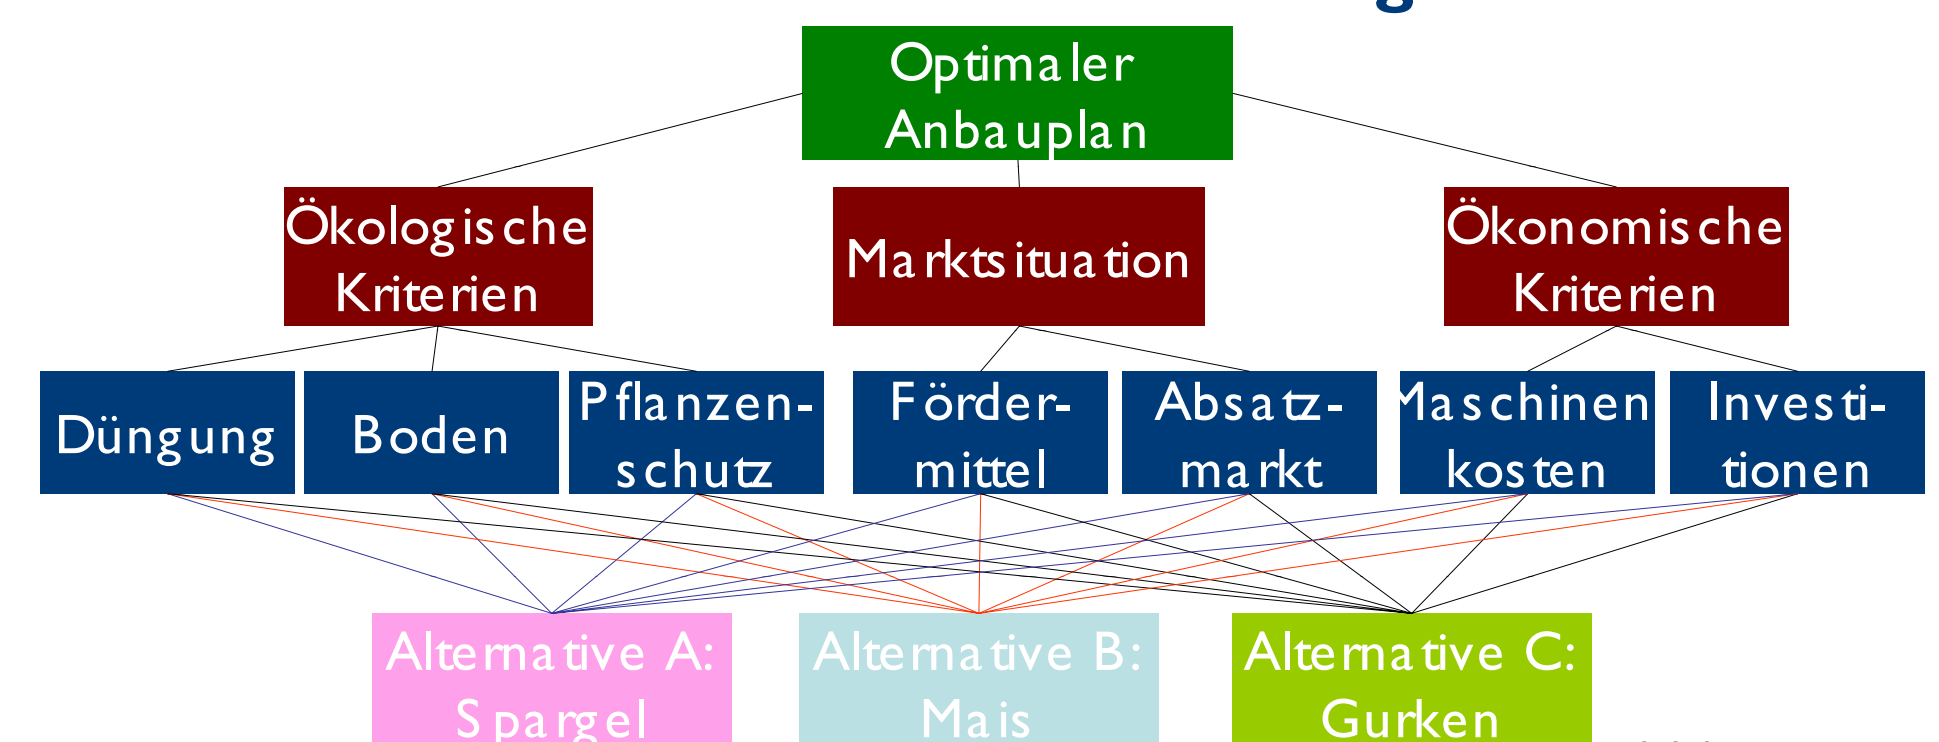 Optimaler
Anbauplan
Ökologische
Kriterien
Marktsituation
Ökonomische
Kriterien
Düngung
Boden
Pflanzen-
schutz
Förder-
mittel
Absatz-
markt
Maschinen
kosten
Investi-
tionen
Alternative A:
Spargel
Alternative B:
Mais
Alternative C:
Gurken